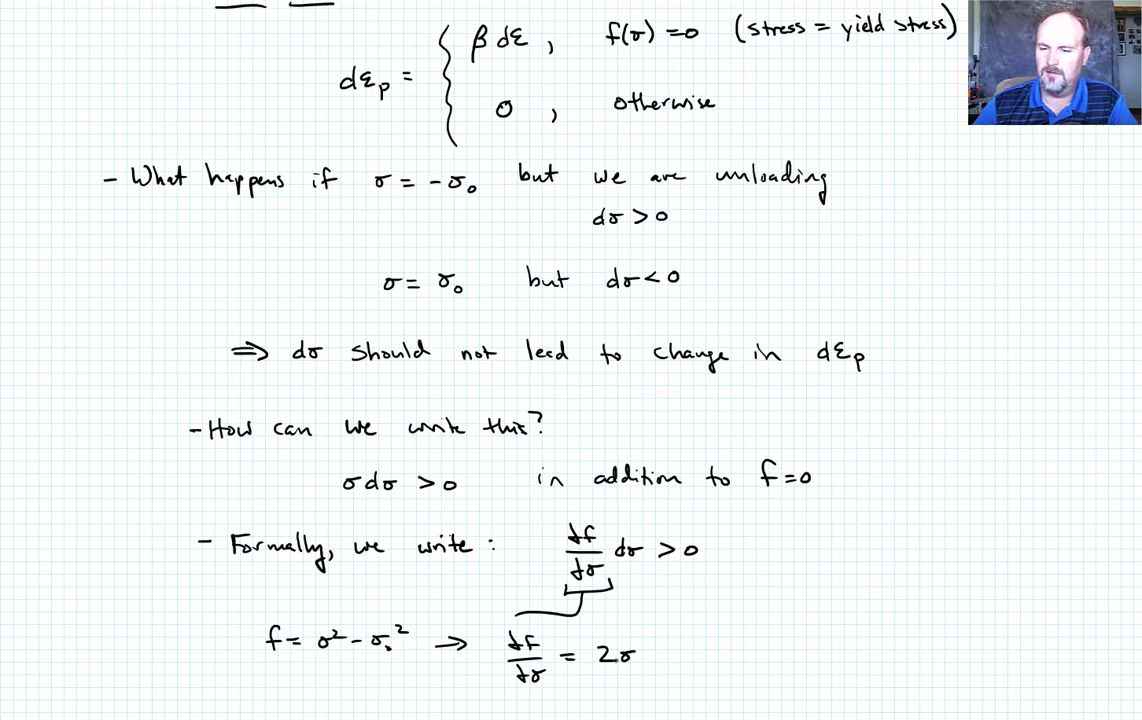 dε_p = { β dε , f(σ) = 0 (stress = yield stress)
0 , otherwise
- What happens if σ = -σ₀ but we are unloading
dσ > 0
σ = σ₀ but dσ < 0
⇒ dσ should not lead to change in dε_p
- How can we write this?
σ dσ > 0 in addition to f = 0
- Formally, we write : ∂f/∂σ dσ > 0
f = σ² - σ₀² → ∂f/∂σ = 2σ